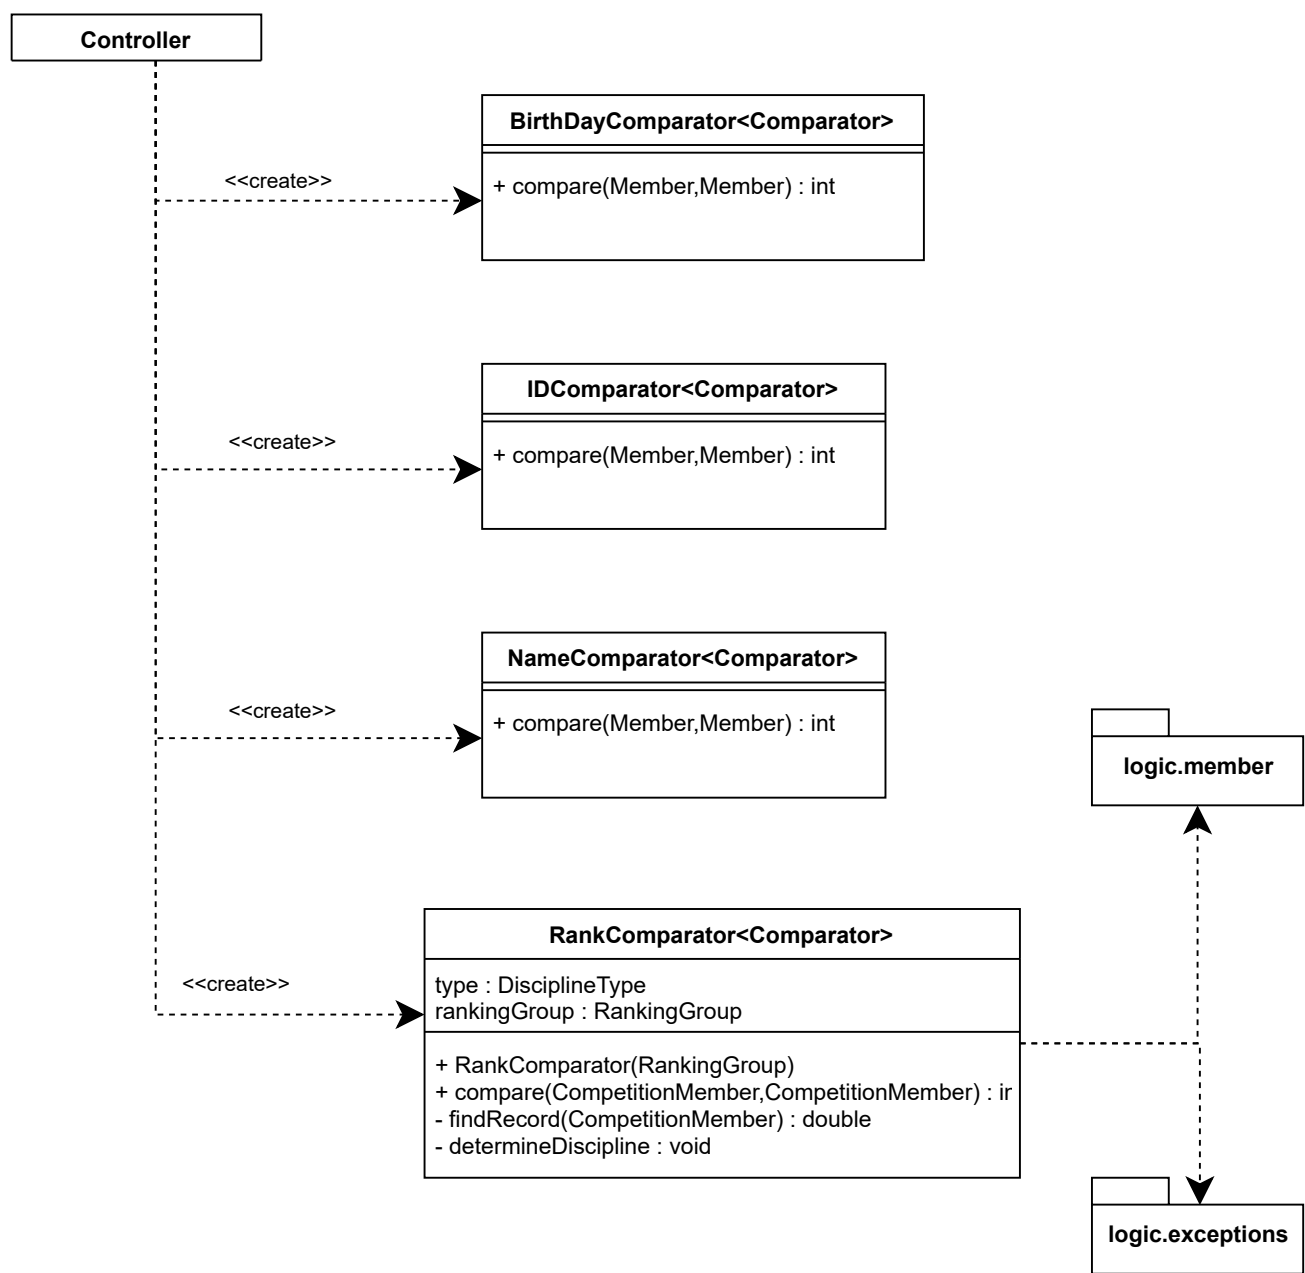 Controller
BirthDayComparator<Comparator>
<<create>>
+ compare(Member,Member) : int
IDComparator<Comparator>
<<create>>
+ compare(Member,Member) : int
NameComparator<Comparator>
<<create>>
+ compare(Member,Member) : int
logic.member
RankComparator<Comparator>
<<create>>
type : DisciplineType
rankingGroup : RankingGroup
+ RankComparator(RankingGroup)
+ compare(CompetitionMember,CompetitionMember) : ir
- findRecord(CompetitionMember) : double
- determineDiscipline : void
logic.exceptions